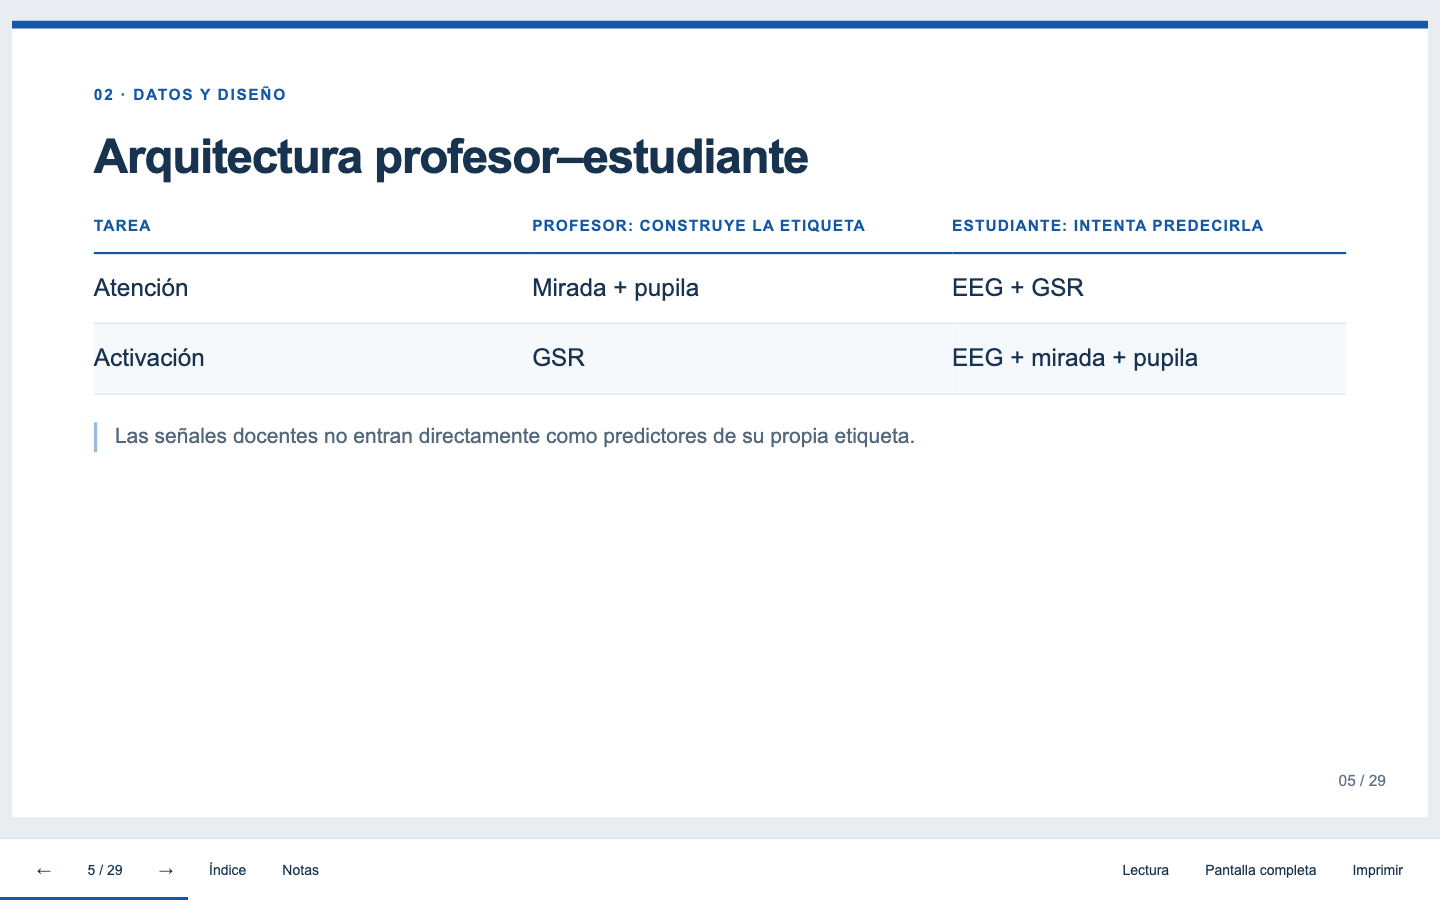 02 · DATOS Y DISEÑO
Arquitectura profesor–estudiante
TAREA PROFESOR: CONSTRUYE LA ETIQUETA ESTUDIANTE: INTENTA PREDECIRLA
Atención Mirada + pupila EEG + GSR
Activación GSR EEG + mirada + pupila
Las señales docentes no entran directamente como predictores de su propia etiqueta.
05 / 29
← 5 / 29 → Índice Notas Lectura Pantalla completa Imprimir